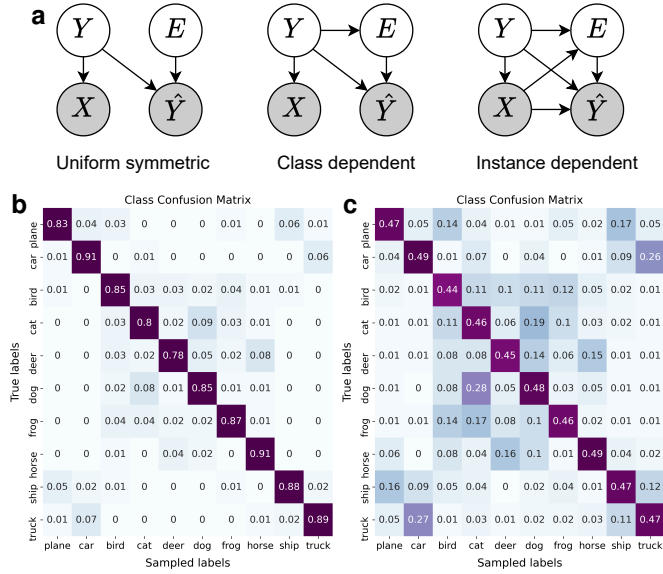 a
Y E Y E Y E
X Ŷ X Ŷ X Ŷ
Uniform symmetric Class dependent Instance dependent
b
Class Confusion Matrix
True labels
plane 0.83 0.04 0.03 0 0 0 0.01 0 0.06 0.01
car 0.01 0.91 0 0 0 0 0 0 0.01 0.06
bird 0.01 0 0.85 0.03 0.03 0.02 0.04 0.01 0.01 0
cat 0 0 0.03 0.8 0.02 0.09 0.03 0.01 0 0
deer 0 0 0.03 0.02 0.78 0.05 0.02 0.08 0 0
dog 0 0 0.02 0.08 0.01 0.85 0.01 0.01 0 0
frog 0 0 0.04 0.04 0.02 0.02 0.87 0 0 0
horse 0 0 0.01 0 0.04 0.02 0 0.91 0 0
ship 0.05 0.02 0 0.01 0 0 0 0 0.88 0.02
truck 0.01 0.07 0 0 0 0 0 0.01 0.02 0.89
plane car bird cat deer dog frog horse ship truck
Sampled labels
c
Class Confusion Matrix
True labels
plane 0.47 0.05 0.14 0.04 0.01 0.01 0.05 0.02 0.17 0.05
car 0.04 0.49 0.01 0.07 0 0.04 0 0.01 0.09 0.26
bird 0.02 0.01 0.44 0.11 0.1 0.11 0.12 0.05 0.02 0.01
cat 0.01 0.01 0.11 0.46 0.06 0.19 0.1 0.03 0.02 0.01
deer 0.01 0.01 0.08 0.08 0.45 0.14 0.06 0.15 0.01 0.01
dog 0.01 0 0.08 0.28 0.05 0.48 0.03 0.05 0.01 0.01
frog 0.01 0.01 0.14 0.17 0.08 0.1 0.46 0.02 0.01 0.01
horse 0.06 0 0.08 0.04 0.16 0.1 0.01 0.49 0.04 0.02
ship 0.16 0.09 0.03 0.04 0.01 0.02 0.04 0.02 0.47 0.12
truck 0.05 0.27 0.01 0.03 0.01 0.02 0.02 0.03 0.11 0.47
plane car bird cat deer dog frog horse ship truck
Sampled labels